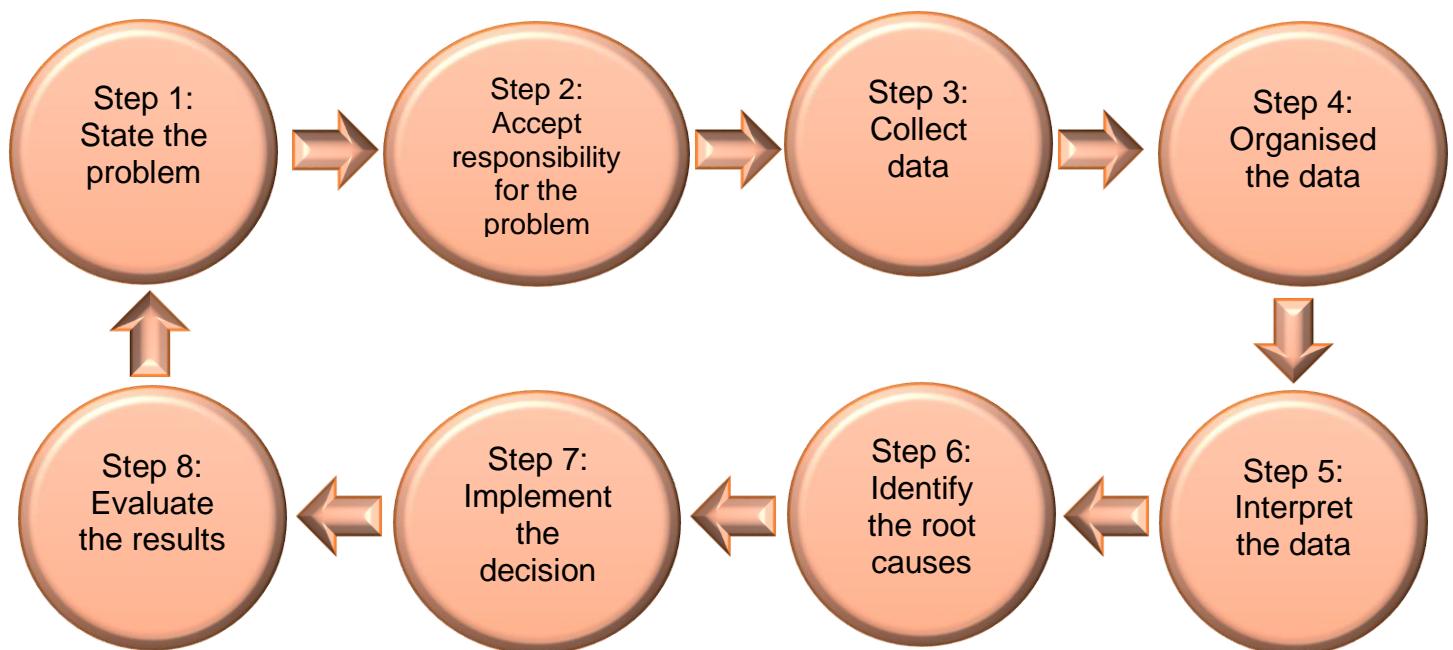 Step 1:
State the
problem
Step 2:
Accept
responsibility
for the
problem
Step 3:
Collect
data
Step 4:
Organised
the data
Step 5:
Interpret
the data
Step 6:
Identify
the root
causes
Step 7:
Implement
the
decision
Step 8:
Evaluate
the results